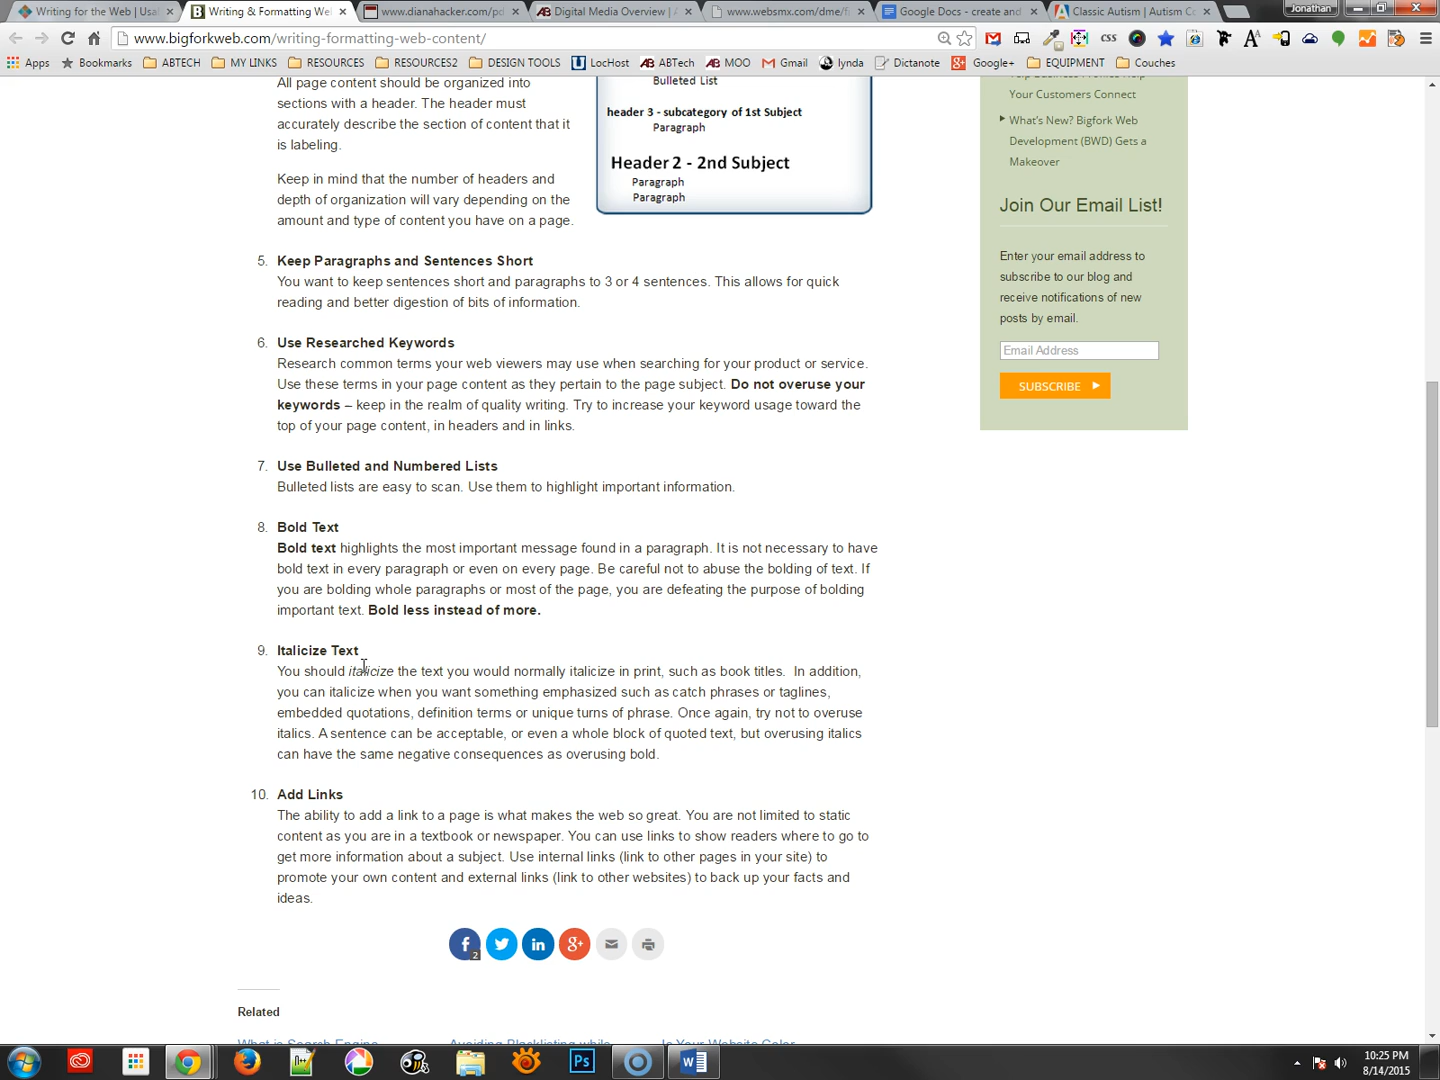 Writing for the Web | Usa
Writing & Formatting We
www.dianahacker.com/pd
Digital Media Overview |
www.websmx.com/dme/f
Google Docs - create and
Classic Autism | Autism C
Jonathan
www.bigforkweb.com/writing-formatting-web-content/
Apps
Bookmarks
ABTECH
MY LINKS
RESOURCES
RESOURCES2
DESIGN TOOLS
LocHost
ABTech
MOO
Gmail
lynda
Dictanote
Google+
EQUIPMENT
Couches
All page content should be organized into
sections with a header. The header must
accurately describe the section of content that it
is labeling.
Keep in mind that the number of headers and
depth of organization will vary depending on the
amount and type of content you have on a page.
Bulleted List
header 3 - subcategory of 1st Subject
Paragraph
Header 2 - 2nd Subject
Paragraph
Paragraph
5. Keep Paragraphs and Sentences Short
You want to keep sentences short and paragraphs to 3 or 4 sentences. This allows for quick
reading and better digestion of bits of information.
6. Use Researched Keywords
Research common terms your web viewers may use when searching for your product or service.
Use these terms in your page content as they pertain to the page subject. Do not overuse your
keywords – keep in the realm of quality writing. Try to increase your keyword usage toward the
top of your page content, in headers and in links.
7. Use Bulleted and Numbered Lists
Bulleted lists are easy to scan. Use them to highlight important information.
8. Bold Text
Bold text highlights the most important message found in a paragraph. It is not necessary to have
bold text in every paragraph or even on every page. Be careful not to abuse the bolding of text. If
you are bolding whole paragraphs or most of the page, you are defeating the purpose of bolding
important text. Bold less instead of more.
9. Italicize Text
You should italicize the text you would normally italicize in print, such as book titles.  In addition,
you can italicize when you want something emphasized such as catch phrases or taglines,
embedded quotations, definition terms or unique turns of phrase. Once again, try not to overuse
italics. A sentence can be acceptable, or even a whole block of quoted text, but overusing italics
can have the same negative consequences as overusing bold.
10. Add Links
The ability to add a link to a page is what makes the web so great. You are not limited to static
content as you are in a textbook or newspaper. You can use links to show readers where to go to
get more information about a subject. Use internal links (link to other pages in your site) to
promote your own content and external links (link to other websites) to back up your facts and
ideas.
2
Related
What is Search Engine
Avoiding Blacklisting while
Is Your Website Color
Your Customers Connect
What's New? Bigfork Web
Development (BWD) Gets a
Makeover
Join Our Email List!
Enter your email address to
subscribe to our blog and
receive notifications of new
posts by email.
Email Address
SUBSCRIBE
10:25 PM
8/14/2015